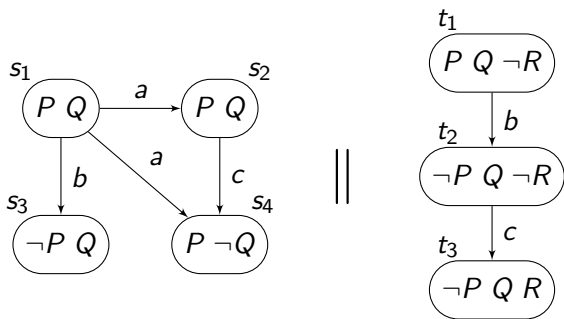 t₁
P Q ¬R
s₁ s₂
P Q a P Q
b
t₂
a
b c
¬P Q ¬R
s₃ s₄
c
¬P Q P ¬Q
t₃
¬P Q R